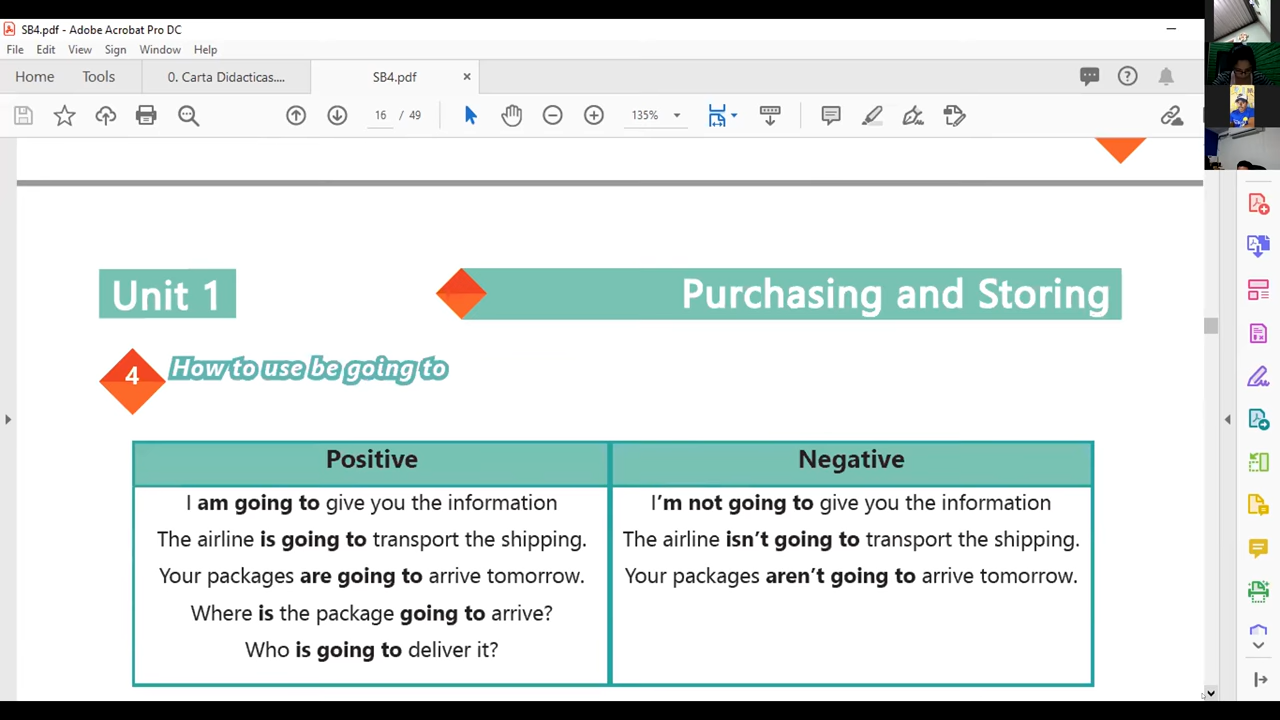 SB4.pdf - Adobe Acrobat Pro DC
File Edit View Sign Window Help
Home Tools 0. Carta Didacticas.... SB4.pdf ×
16 / 49 135%
Unit 1 Purchasing and Storing
4 How to use be going to
Positive Negative
I am going to give you the information I'm not going to give you the information
The airline is going to transport the shipping. The airline isn't going to transport the shipping.
Your packages are going to arrive tomorrow. Your packages aren't going to arrive tomorrow.
Where is the package going to arrive?
Who is going to deliver it?